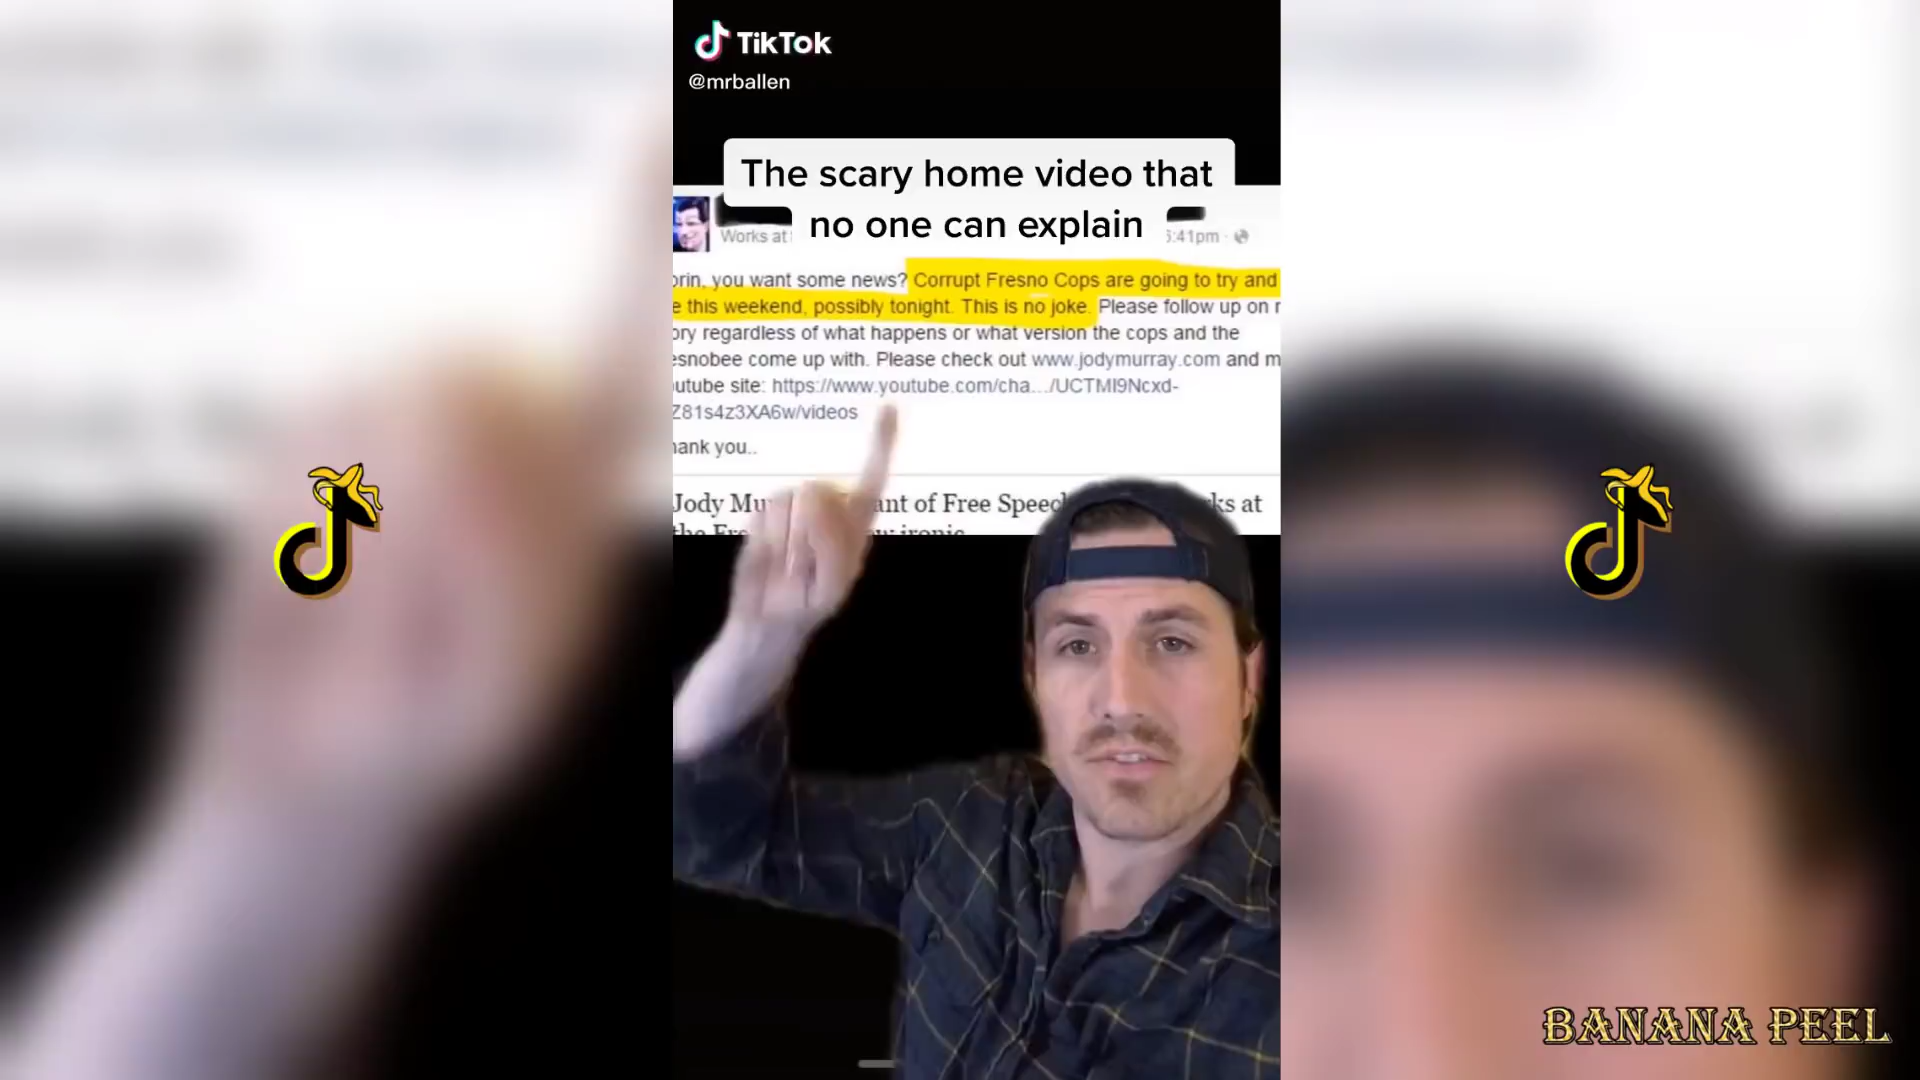 TikTok
@mrballen
The scary home video that
no one can explain
Works at
5:41pm
orin, you want some news? Corrupt Fresno Cops are going to try and
e this weekend, possibly tonight. This is no joke. Please follow up on
ory regardless of what happens or what version the cops and the
esnobee come up with. Please check out www.jodymurray.com and m
utube site: https://www.youtube.com/cha.../UCTMI9Ncxd-
Z81s4z3XA6w/videos
hank you..
Jody Mu ant of Free Speech ks at
the Fre ironic
BANANA PEEL